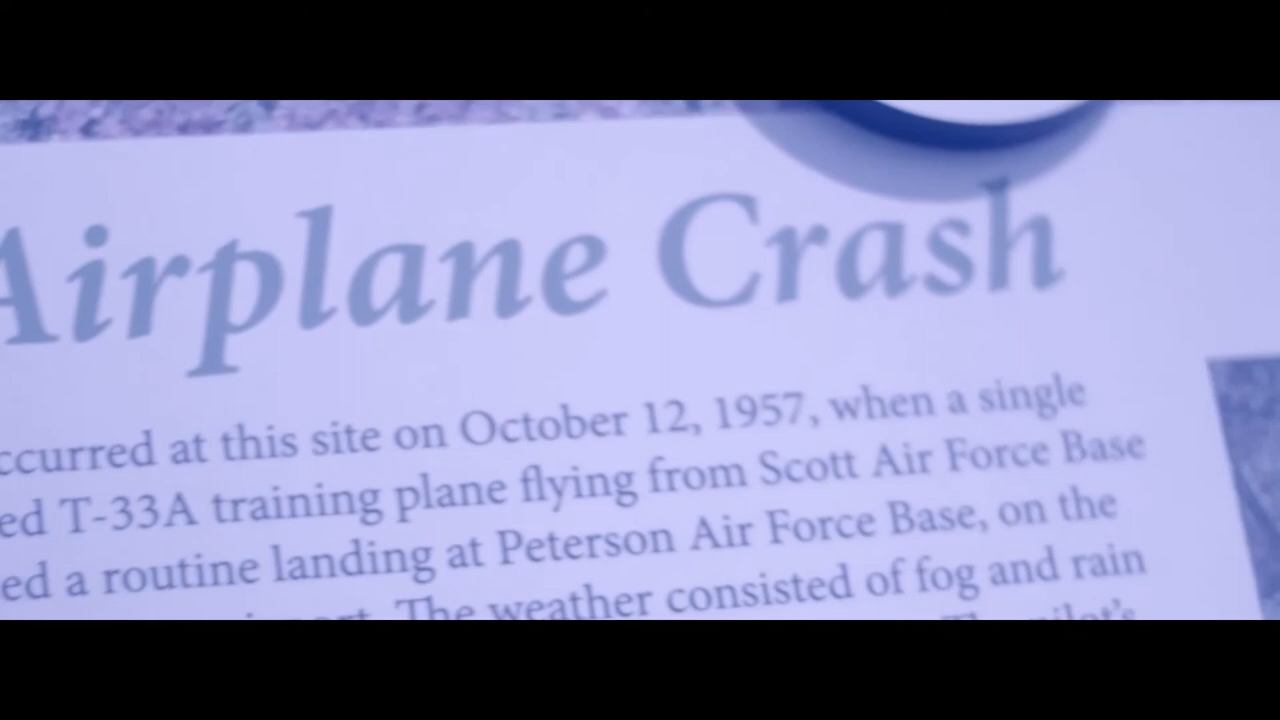 Airplane Crash
ccurred at this site on October 12, 1957, when a single
ed T-33A training plane flying from Scott Air Force Base
ed a routine landing at Peterson Air Force Base, on the
The weather consisted of fog and rain
pilot's